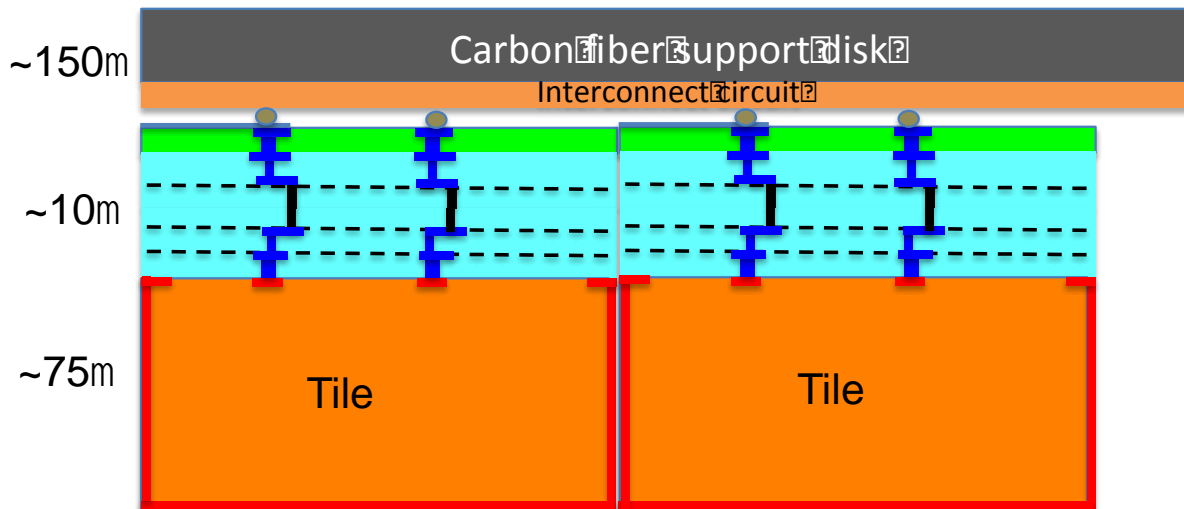 ~150m
Carbon�fiber�support�disk�
Interconnect�circuit�
~10m
~75m
Tile
Tile